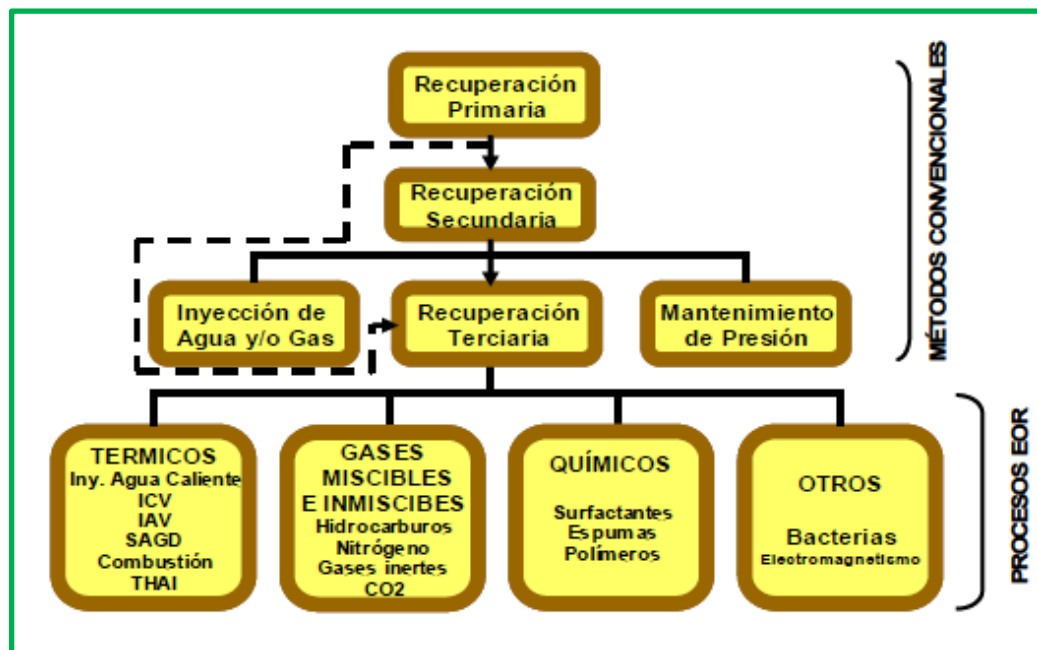 Recuperación
Primaria
Recuperación
Secundaria
Inyección de
Agua y/o Gas
Recuperación
Terciaria
Mantenimiento
de Presión
MÉTODOS CONVENCIONALES
TERMICOS
Iny. Agua Caliente
ICV
IAV
SAGD
Combustión
THAI
GASES
MISCIBLES
E INMISCIBES
Hidrocarburos
Nitrógeno
Gases inertes
CO2
QUÍMICOS
Surfactantes
Espumas
Polímeros
OTROS
Bacterias
Electromagnetismo
PROCESOS EOR